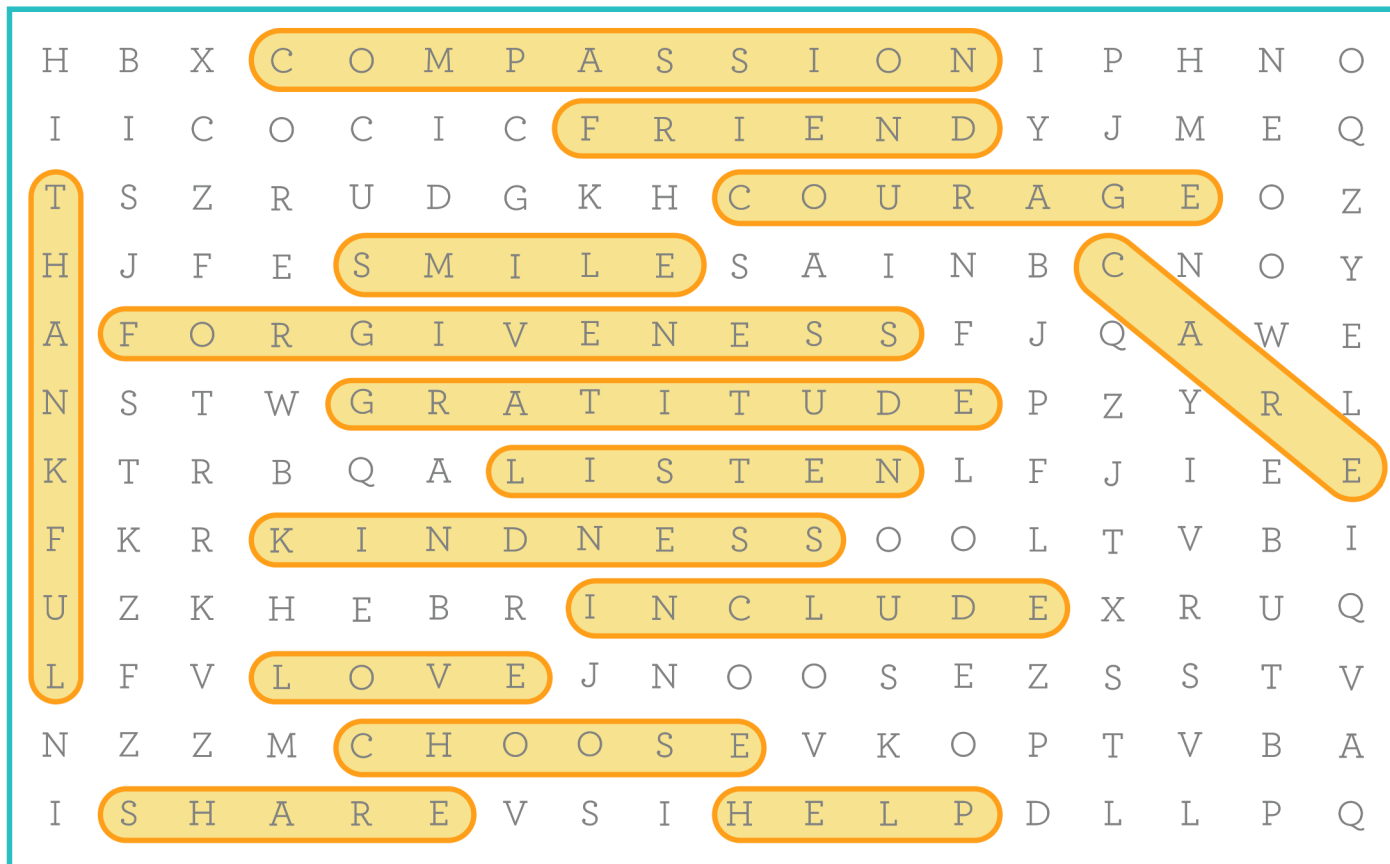 H B X C O M P A S S I O N I P H N O
I I C O C I C F R I E N D Y J M E Q
T S Z R U D G K H C O U R A G E O Z
H J F E S M I L E S A I N B C N O Y
A F O R G I V E N E S S F J Q A W E
N S T W G R A T I T U D E P Z Y R L
K T R B Q A L I S T E N L F J I E E
F K R K I N D N E S S O O L T V B I
U Z K H E B R I N C L U D E X R U Q
L F V L O V E J N O O S E Z S S T V
N Z Z M C H O O S E V K O P T V B A
I S H A R E V S I H E L P D L L P Q